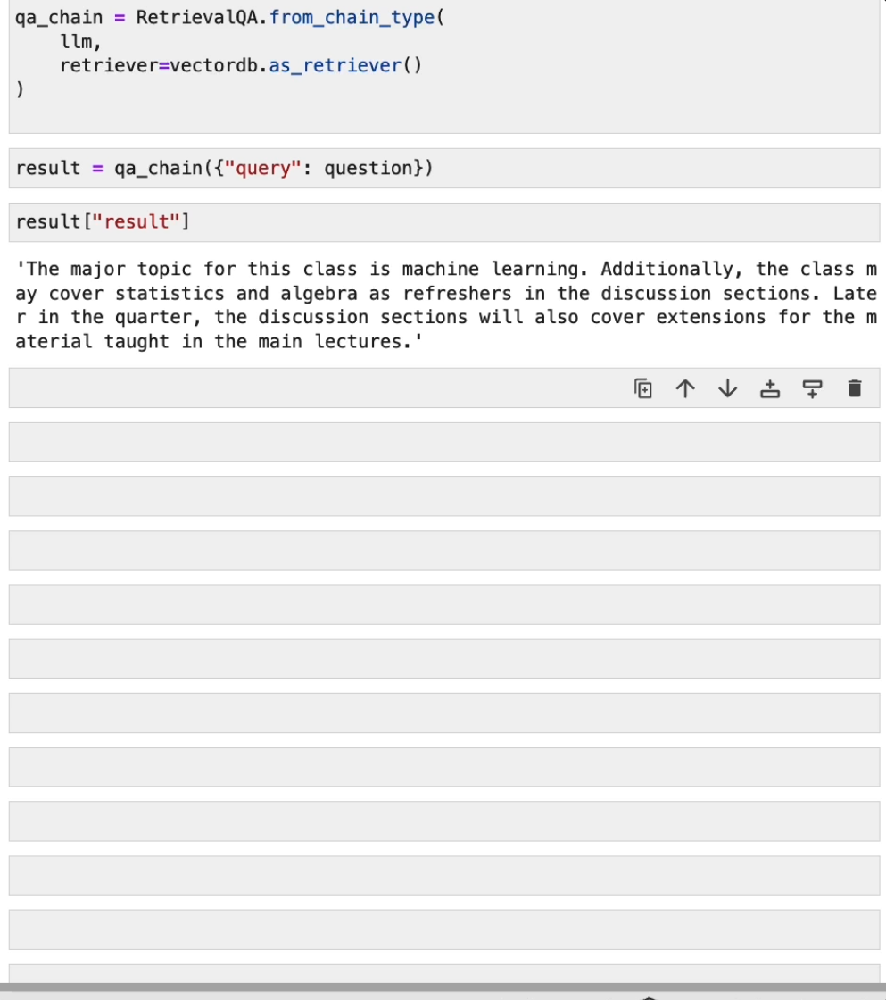 qa_chain = RetrievalQA.from_chain_type(
    llm,
    retriever=vectordb.as_retriever()
)
result = qa_chain({"query": question})
result["result"]
'The major topic for this class is machine learning. Additionally, the class m
ay cover statistics and algebra as refreshers in the discussion sections. Late
r in the quarter, the discussion sections will also cover extensions for the m
aterial taught in the main lectures.'